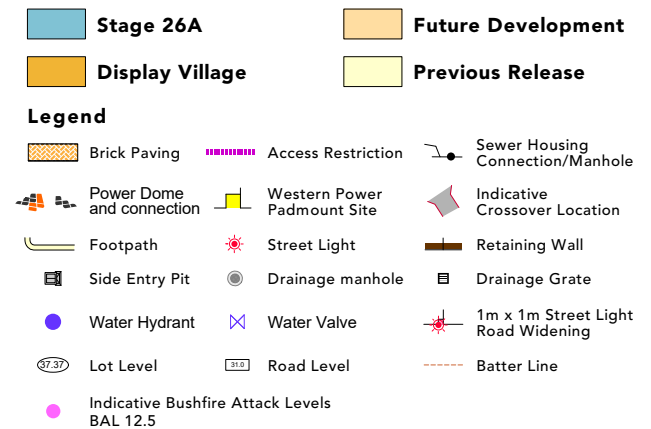 Stage 26A
Future Development
Display Village
Previous Release
Legend
Brick Paving
Access Restriction
Sewer Housing
Connection/Manhole
Power Dome
and connection
Western Power
Padmount Site
Indicative
Crossover Location
Footpath
Street Light
Retaining Wall
Side Entry Pit
Drainage manhole
Drainage Grate
Water Hydrant
Water Valve
1m x 1m Street Light
Road Widening
37.37
Lot Level
31.0
Road Level
Batter Line
Indicative Bushfire Attack Levels
BAL 12.5